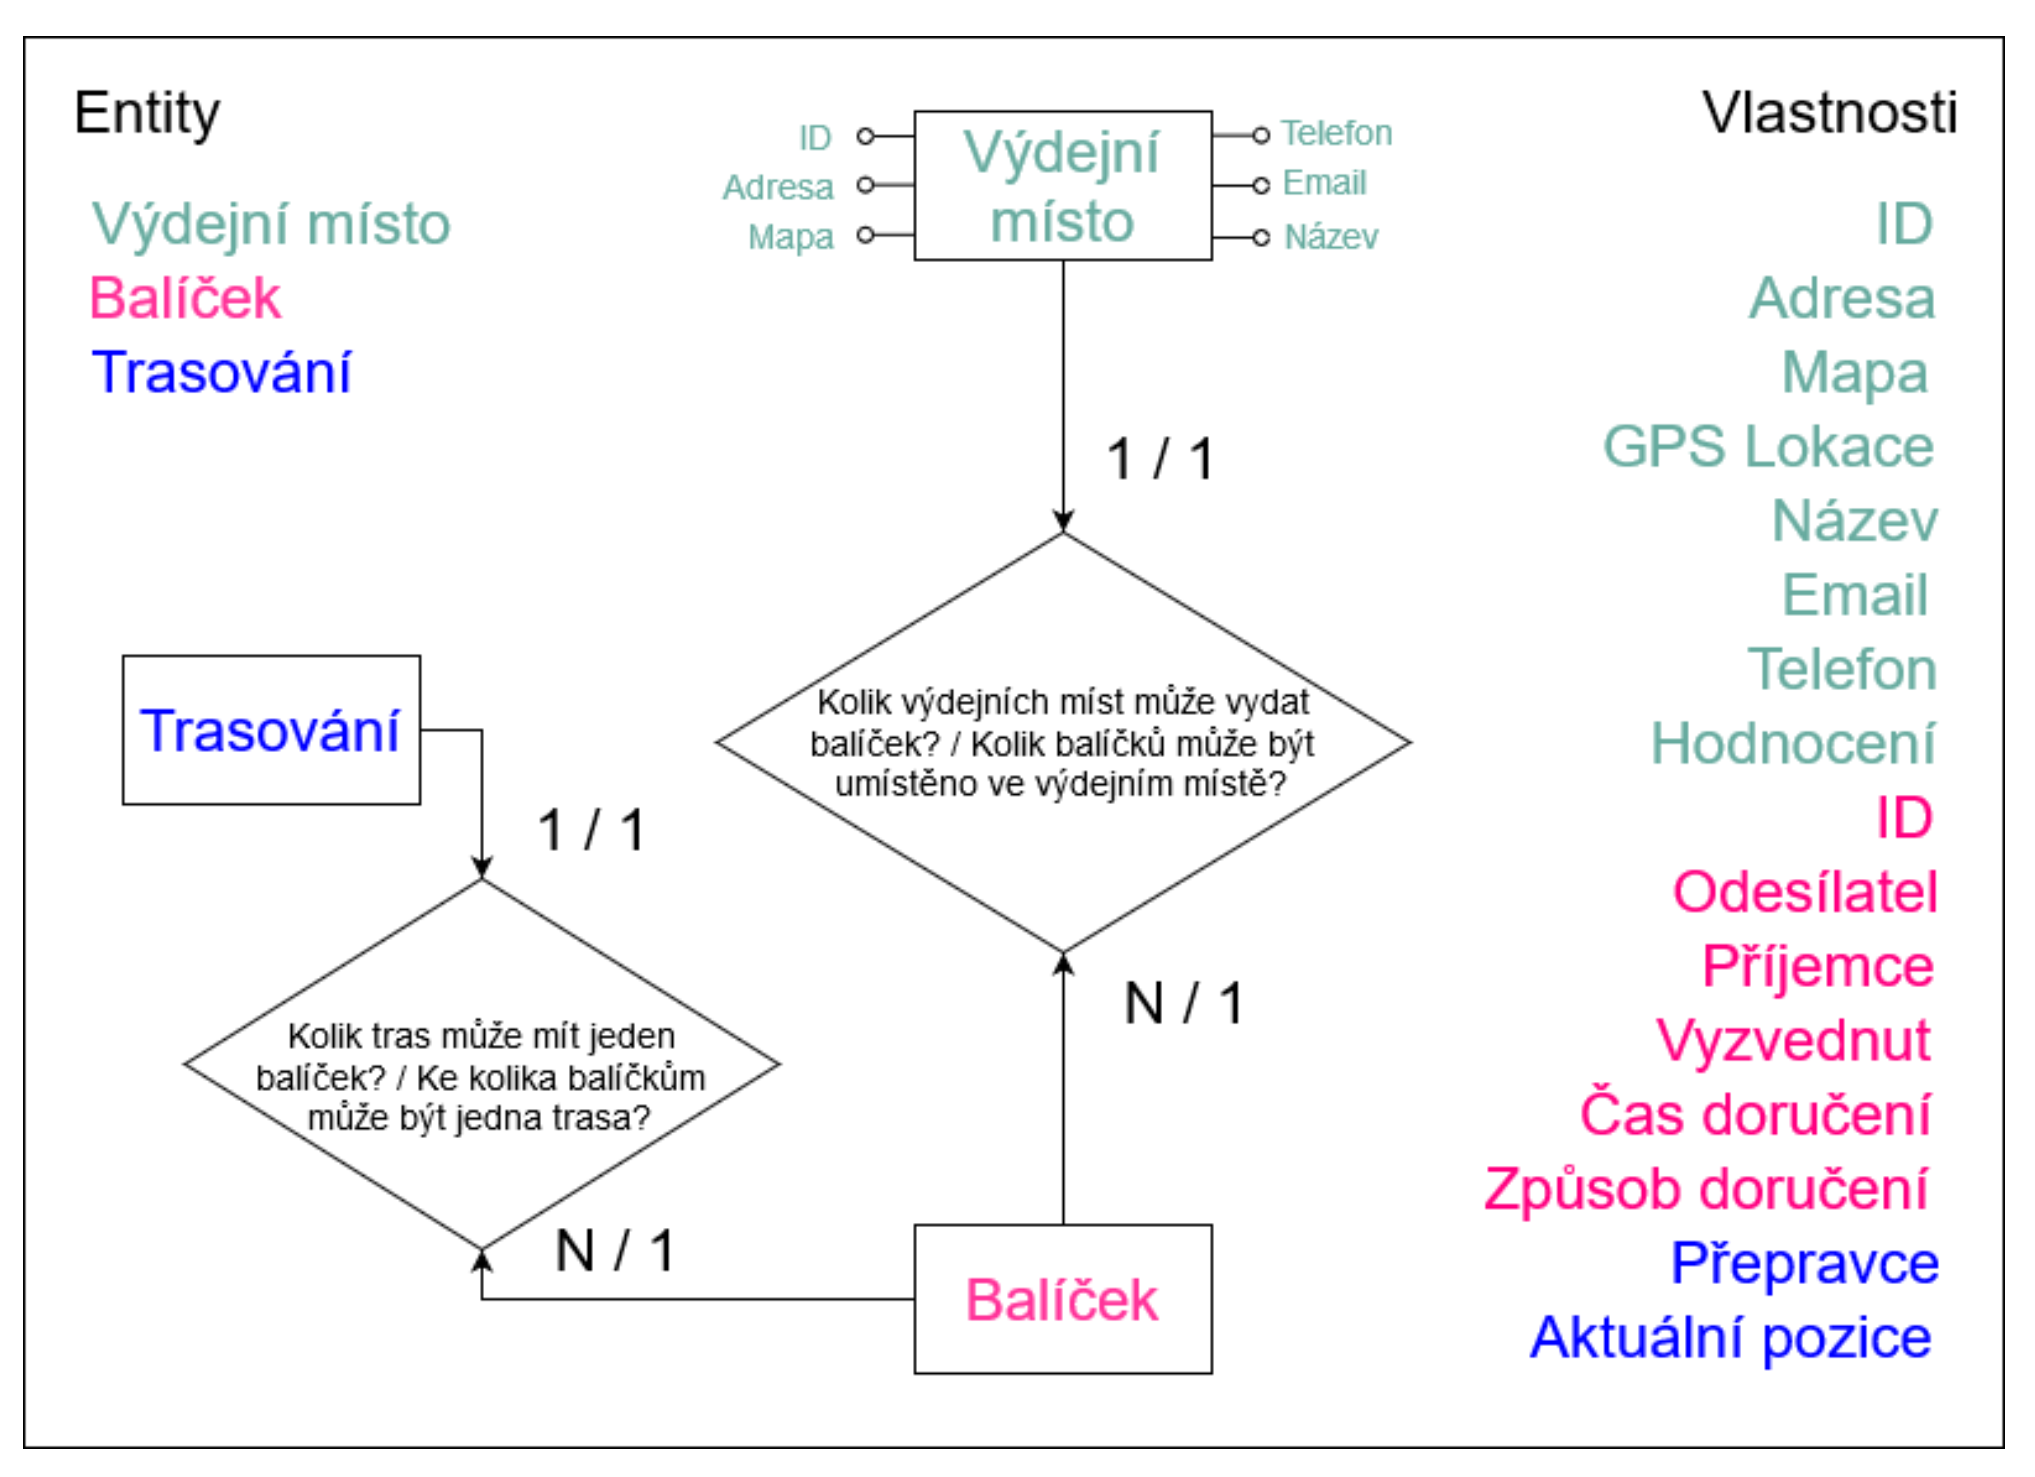 Entity
Výdejní místo
Balíček
Trasování
ID
Adresa
Mapa
Výdejní
místo
Telefon
Email
Název
1 / 1
Kolik výdejních míst může vydat
balíček? / Kolik balíčků může být
umístěno ve výdejním místě?
N / 1
Trasování
1 / 1
Kolik tras může mít jeden
balíček? / Ke kolika balíčkům
může být jedna trasa?
N / 1
Balíček
Vlastnosti
ID
Adresa
Mapa
GPS Lokace
Název
Email
Telefon
Hodnocení
ID
Odesílatel
Příjemce
Vyzvednut
Čas doručení
Způsob doručení
Přepravce
Aktuální pozice